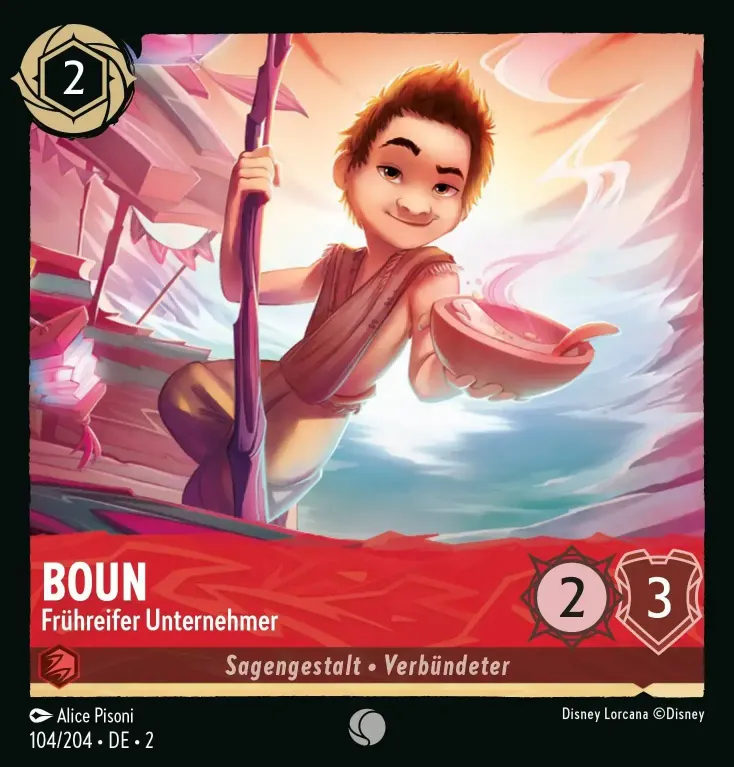 2
BOUN
Frühreifer Unternehmer
2 3
Sagengestalt • Verbündeter
Alice Pisoni
Disney Lorcana ©Disney
104/204 • DE • 2